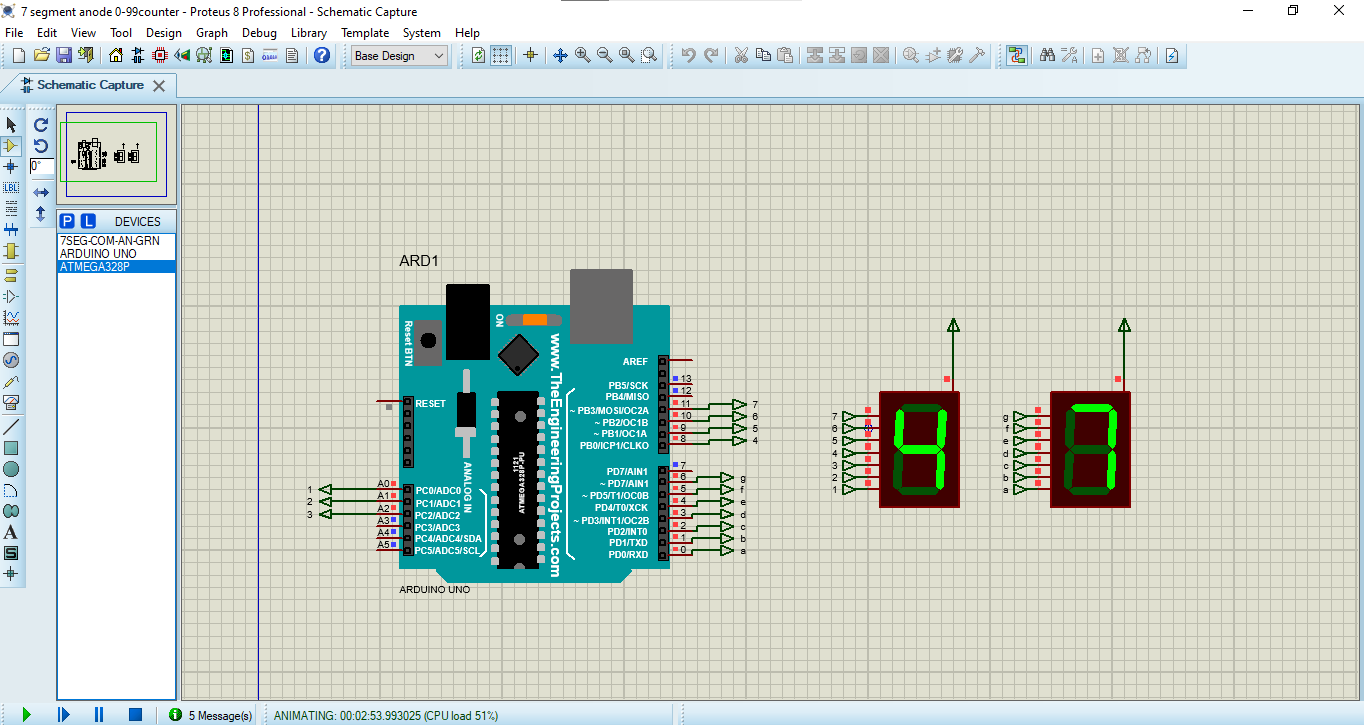 7 segment anode 0-99counter - Proteus 8 Professional - Schematic Capture
File Edit View Tool Design Graph Debug Library Template System Help
Base Design
Schematic Capture
0°
LBL
P L DEVICES
7SEG-COM-AN-GRN
ARDUINO UNO
ATMEGA328P
A
S
ARD1
Reset BTN
ON
www.TheEngineeringProjects.com
ANALOG IN
1121
ATMEGA328P-PU
RESET
A0 PC0/ADC0
A1 PC1/ADC1
A2 PC2/ADC2
A3 PC3/ADC3
A4 PC4/ADC4/SDA
A5 PC5/ADC5/SCL
1
2
3
AREF
PB5/SCK 13
PB4/MISO 12
~ PB3/MOSI/OC2A 11 7
~ PB2/OC1B 10 6
~ PB1/OC1A 9 5
PB0/ICP1/CLKO 8 4
PD7/AIN1 7
~ PD7/AIN1 6 g
~ PD5/T1/OC0B 5 f
PD4/T0/XCK 4 e
~ PD3/INT1/OC2B 3 d
PD2/INT0 2 c
PD1/TXD 1 b
PD0/RXD 0 a
ARDUINO UNO
7
6
5
4
3
2
1
47
g
f
e
d
c
b
a
5 Message(s) ANIMATING: 00:02:53.993025 (CPU load 51%)